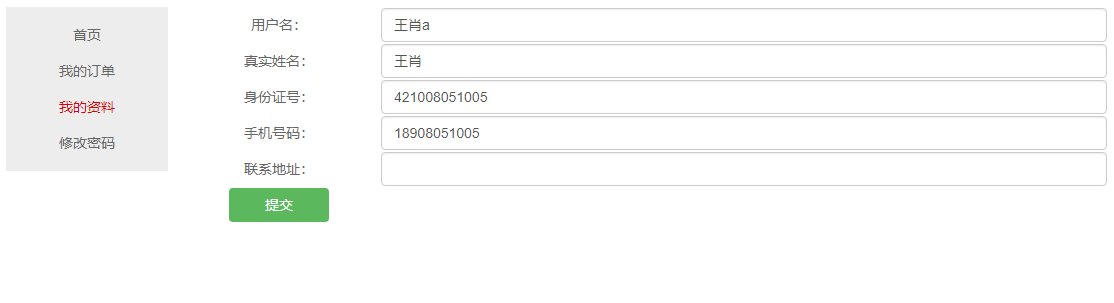 首页
我的订单
我的资料
修改密码
用户名： 王肖a
真实姓名： 王肖
身份证号： 421008051005
手机号码： 18908051005
联系地址：
提交